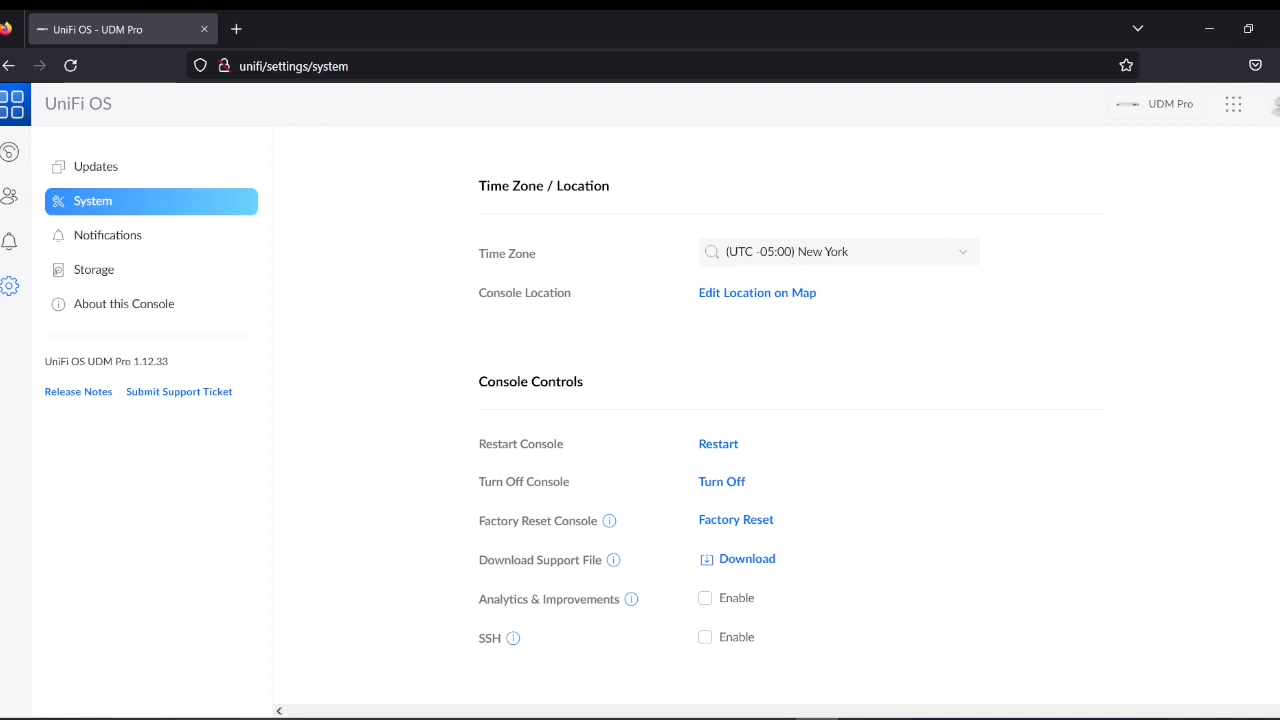 UniFi OS - UDM Pro
unifi/settings/system
UniFi OS
UDM Pro
Updates
System
Notifications
Storage
About this Console
UniFi OS UDM Pro 1.12.33
Release Notes Submit Support Ticket
Time Zone / Location
Time Zone (UTC -05:00) New York
Console Location Edit Location on Map
Console Controls
Restart Console Restart
Turn Off Console Turn Off
Factory Reset Console Factory Reset
Download Support File Download
Analytics & Improvements Enable
SSH Enable